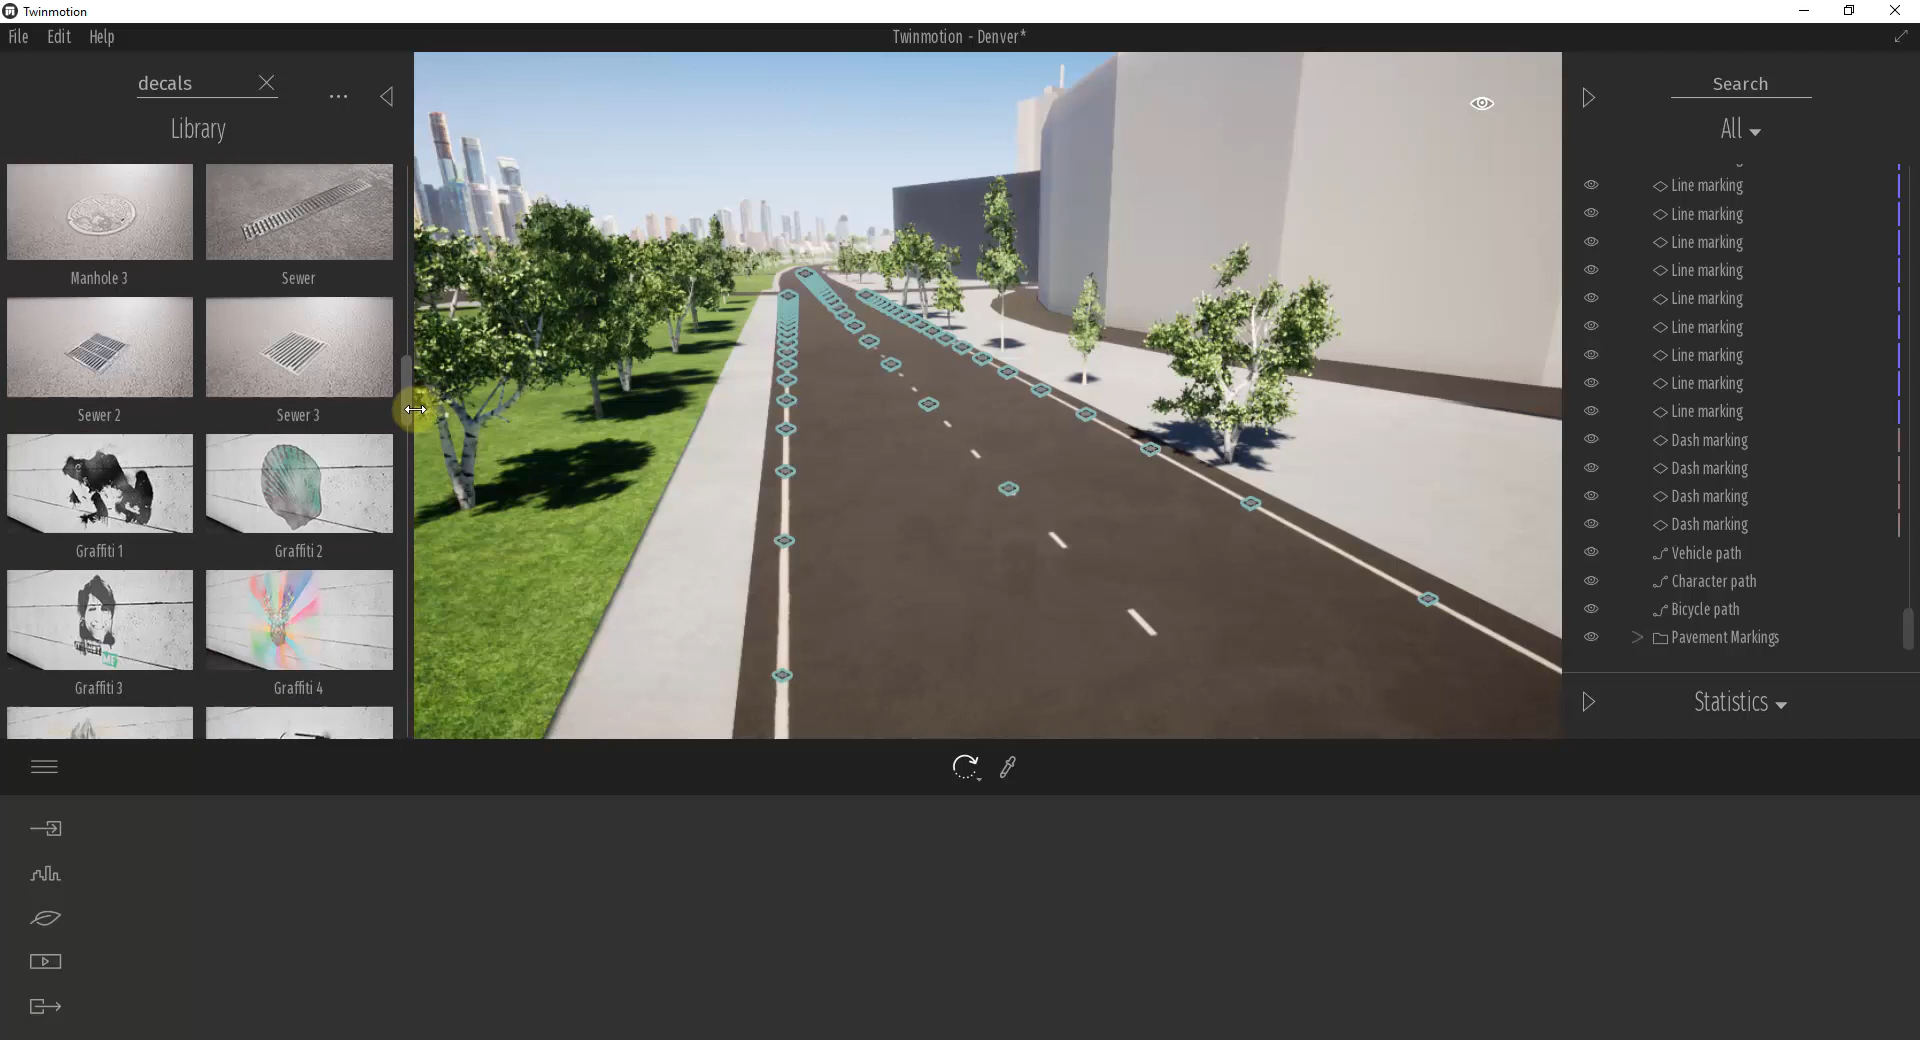 Twinmotion
File Edit Help
Twinmotion - Denver*
decals
Library
Manhole 3
Sewer
Sewer 2
Sewer 3
Graffiti 1
Graffiti 2
Graffiti 3
Graffiti 4
Search
All
Line marking
Line marking
Line marking
Line marking
Line marking
Line marking
Line marking
Line marking
Line marking
Dash marking
Dash marking
Dash marking
Dash marking
Vehicle path
Character path
Bicycle path
Pavement Markings
Statistics